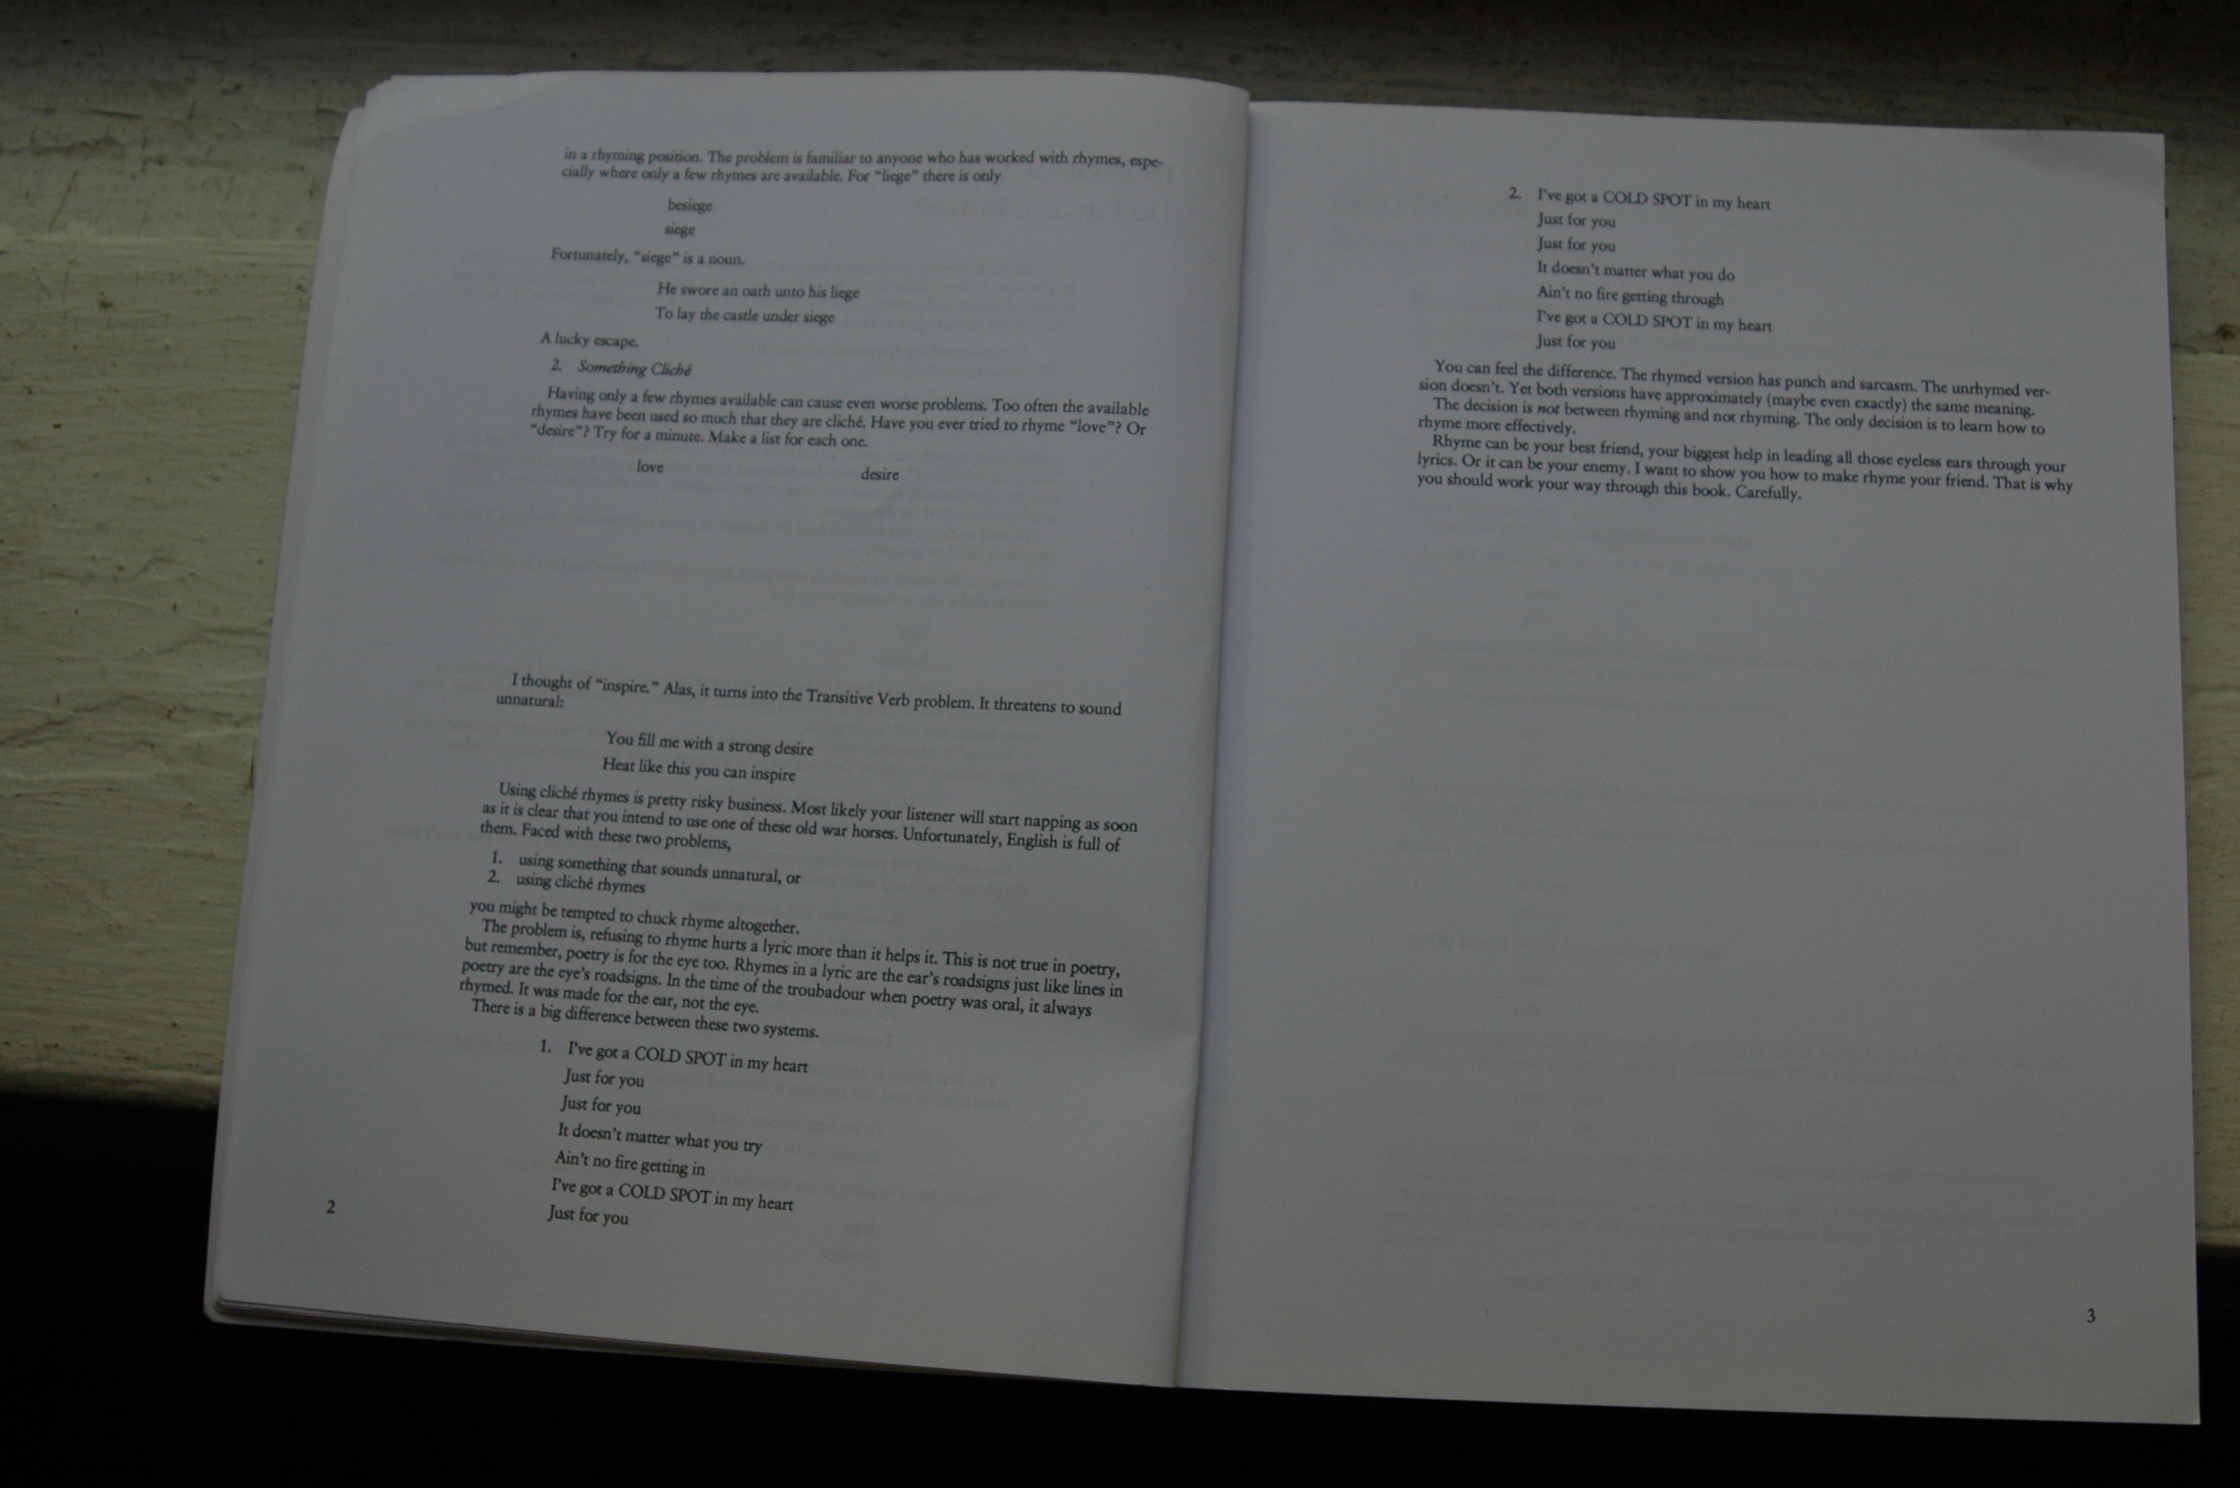 in a rhyming position. The problem is familiar to anyone who has worked with rhymes, espe-
cially where only a few rhymes are available. For “liege” there is only
besiege
siege
Fortunately, “siege” is a noun.
He swore an oath unto his liege
To lay the castle under siege
A lucky escape.
2. Something Cliché
Having only a few rhymes available can cause even worse problems. Too often the available
rhymes have been used so much that they are cliché. Have you ever tried to rhyme “love”? Or
“desire”? Try for a minute. Make a list for each one.
love desire
I thought of “inspire.” Alas, it turns into the Transitive Verb problem. It threatens to sound
unnatural:
You fill me with a strong desire
Heat like this you can inspire
Using cliché rhymes is pretty risky business. Most likely your listener will start napping as soon
as it is clear that you intend to use one of these old war horses. Unfortunately, English is full of
them. Faced with these two problems,
1. using something that sounds unnatural, or
2. using cliché rhymes
you might be tempted to chuck rhyme altogether.
The problem is, refusing to rhyme hurts a lyric more than it helps it. This is not true in poetry,
but remember, poetry is for the eye too. Rhymes in a lyric are the ear’s roadsigns just like lines in
poetry are the eye’s roadsigns. In the time of the troubadour when poetry was oral, it always
rhymed. It was made for the ear, not the eye.
There is a big difference between these two systems.
1. I’ve got a COLD SPOT in my heart
Just for you
Just for you
It doesn’t matter what you try
Ain’t no fire getting in
I’ve got a COLD SPOT in my heart
Just for you
2
2. I’ve got a COLD SPOT in my heart
Just for you
Just for you
It doesn’t matter what you do
Ain’t no fire getting through
I’ve got a COLD SPOT in my heart
Just for you
You can feel the difference. The rhymed version has punch and sarcasm. The unrhymed ver-
sion doesn’t. Yet both versions have approximately (maybe even exactly) the same meaning.
The decision is not between rhyming and not rhyming. The only decision is to learn how to
rhyme more effectively.
Rhyme can be your best friend, your biggest help in leading all those eyeless ears through your
lyrics. Or it can be your enemy. I want to show you how to make rhyme your friend. That is why
you should work your way through this book. Carefully.
3